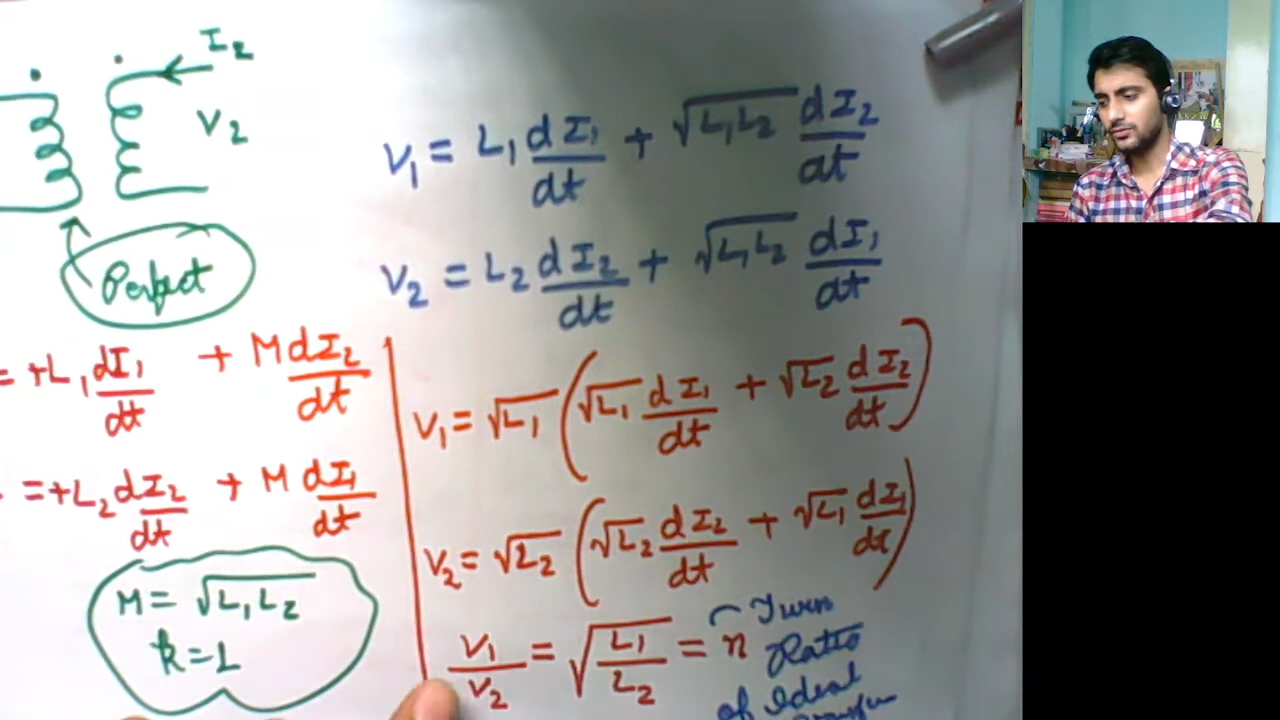 I₂
V₂
Perfect
= +L₁ dI₁/dt + M dI₂/dt
= +L₂ dI₂/dt + M dI₁/dt
M = √L₁L₂
k = L
V₁ = L₁ dI₁/dt + √L₁L₂ dI₂/dt
V₂ = L₂ dI₂/dt + √L₁L₂ dI₁/dt
V₁ = √L₁ (√L₁ dI₁/dt + √L₂ dI₂/dt)
V₂ = √L₂ (√L₂ dI₂/dt + √L₁ dI₁/dt)
V₁/V₂ = √(L₁/L₂) = n Turn
Ratio
of Ideal